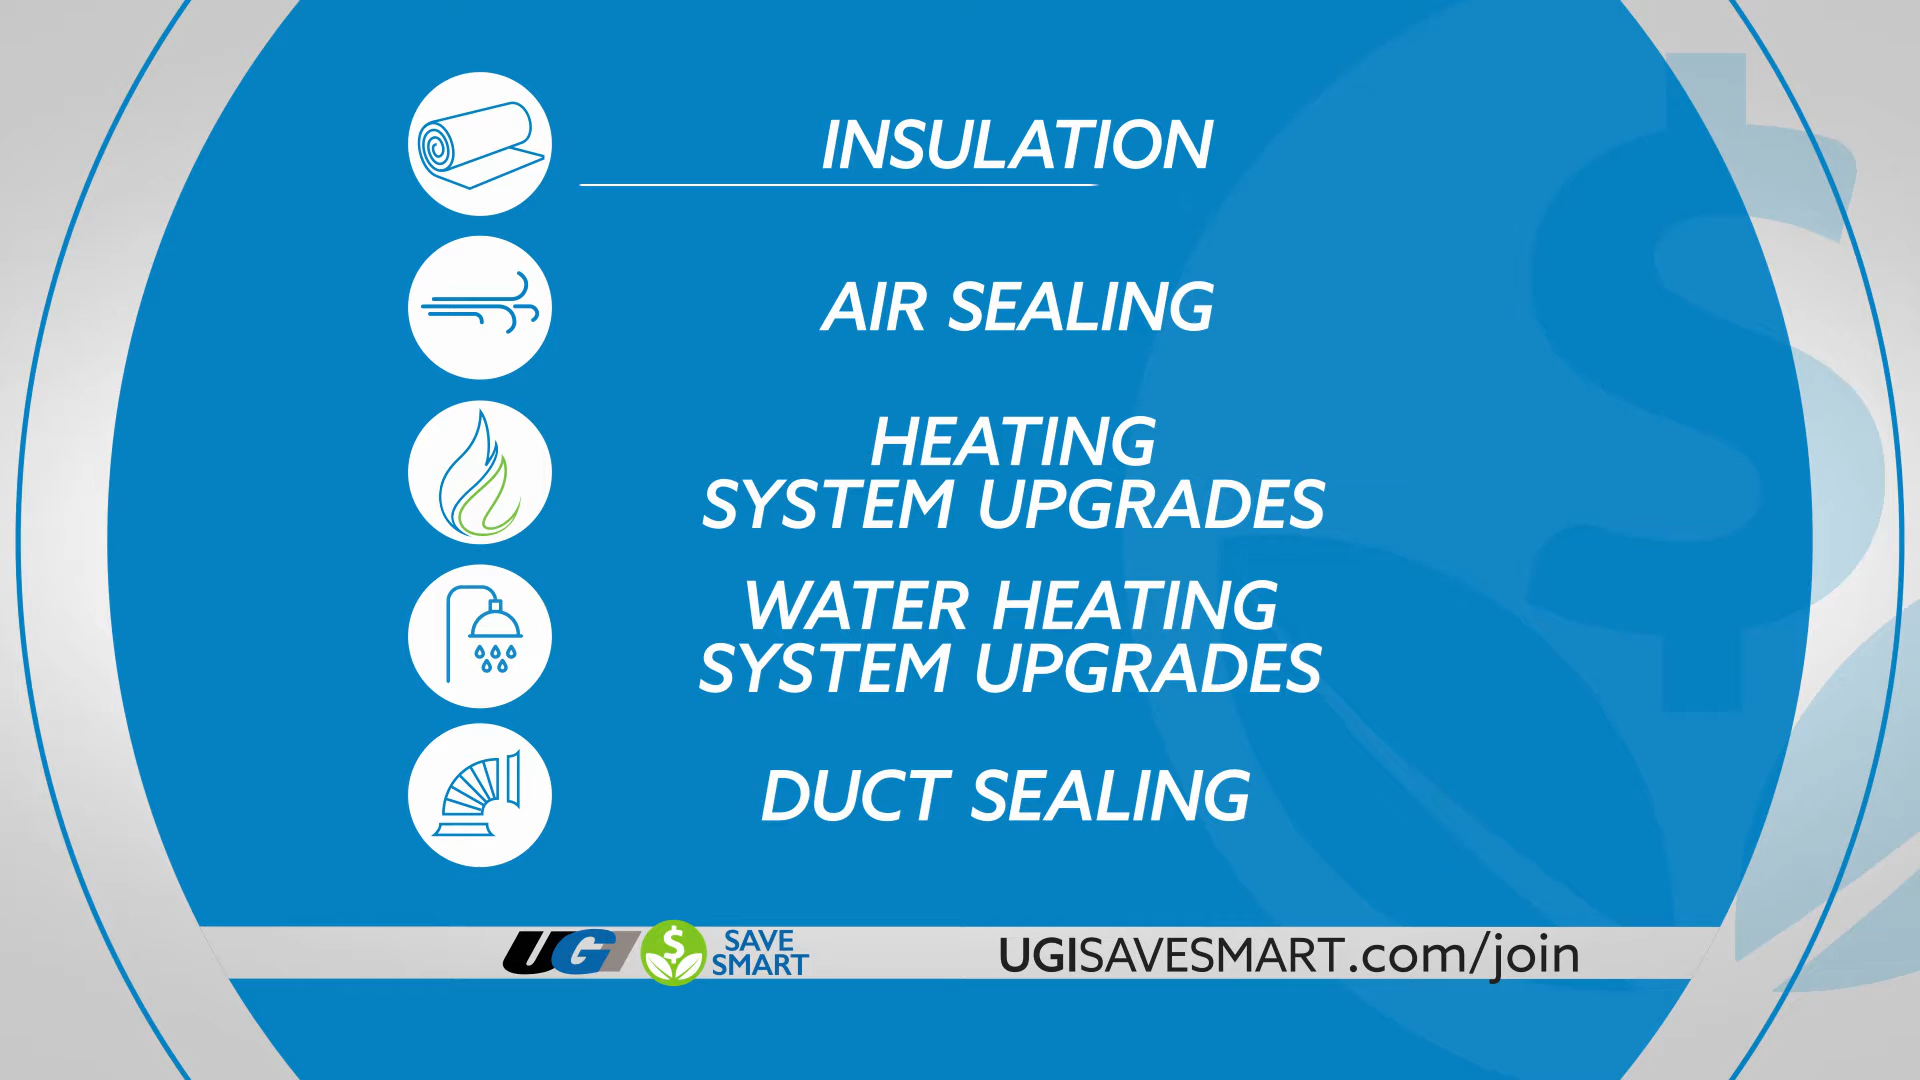 INSULATION
AIR SEALING
HEATING
SYSTEM UPGRADES
WATER HEATING
SYSTEM UPGRADES
DUCT SEALING
UGI $ SAVE
SMART
UGISAVESMART.com/join